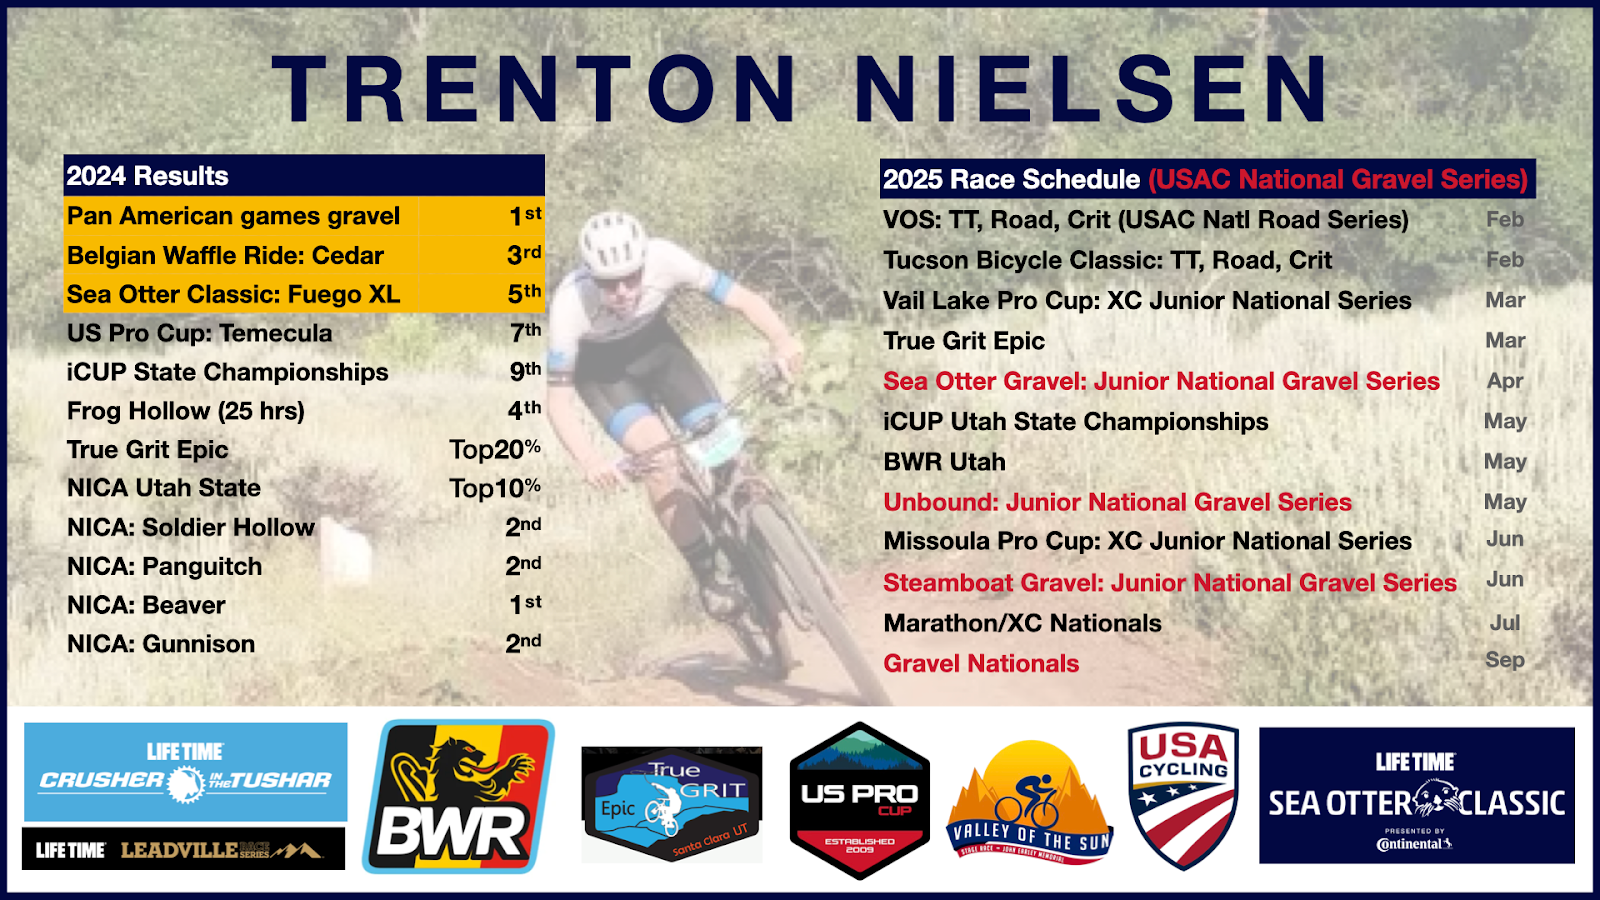 TRENTON NIELSEN
2024 Results
Pan American games gravel 1st
Belgian Waffle Ride: Cedar 3rd
Sea Otter Classic: Fuego XL 5th
US Pro Cup: Temecula 7th
iCUP State Championships 9th
Frog Hollow (25 hrs) 4th
True Grit Epic Top20%
NICA Utah State Top10%
NICA: Soldier Hollow 2nd
NICA: Panguitch 2nd
NICA: Beaver 1st
NICA: Gunnison 2nd
2025 Race Schedule (USAC National Gravel Series)
VOS: TT, Road, Crit (USAC Natl Road Series) Feb
Tucson Bicycle Classic: TT, Road, Crit Feb
Vail Lake Pro Cup: XC Junior National Series Mar
True Grit Epic Mar
Sea Otter Gravel: Junior National Gravel Series Apr
iCUP Utah State Championships May
BWR Utah May
Unbound: Junior National Gravel Series May
Missoula Pro Cup: XC Junior National Series Jun
Steamboat Gravel: Junior National Gravel Series Jun
Marathon/XC Nationals Jul
Gravel Nationals Sep
LIFE TIME
CRUSHER IN THE TUSHAR
LIFE TIME LEADVILLE RACE SERIES
BWR
True
GRIT
Epic
Santa Clara UT
US PRO
CUP
ESTABLISHED
2009
VALLEY OF THE SUN
STAGE RACE - JOHN EARLEY MEMORIAL
USA
CYCLING
LIFE TIME
SEA OTTER CLASSIC
PRESENTED BY
Continental